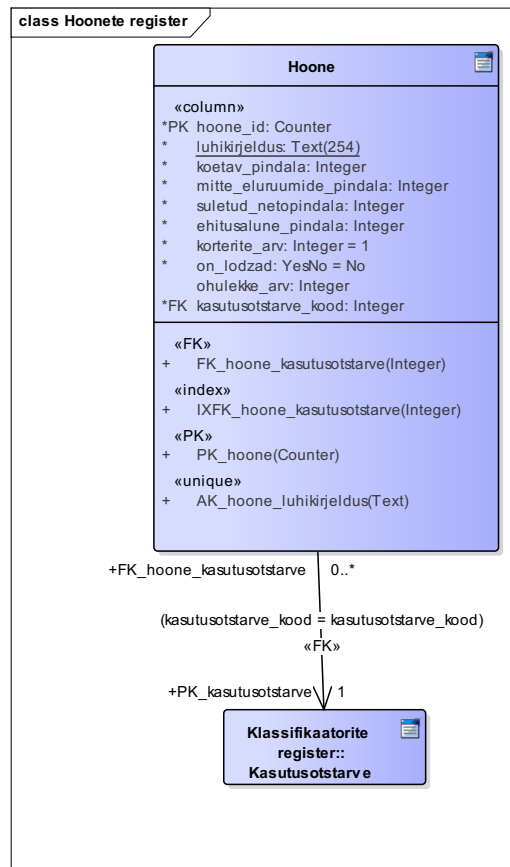 class Hoonete register
Hoone
«column»
*PK hoone_id: Counter
* luhikirjeldus: Text(254)
* koetav_pindala: Integer
* mitte_eluruumide_pindala: Integer
* suletud_netopindala: Integer
* ehitusalune_pindala: Integer
* korterite_arv: Integer = 1
* on_lodzad: YesNo = No
ohulekke_arv: Integer
*FK kasutusotstarve_kood: Integer
«FK»
+ FK_hoone_kasutusotstarve(Integer)
«index»
+ IXFK_hoone_kasutusotstarve(Integer)
«PK»
+ PK_hoone(Counter)
«unique»
+ AK_hoone_luhikirjeldus(Text)
+FK_hoone_kasutusotstarve 0..*
(kasutusotstarve_kood = kasutusotstarve_kood)
«FK»
+PK_kasutusotstarve 1
Klassifikaatorite
register::
Kasutusotstarve